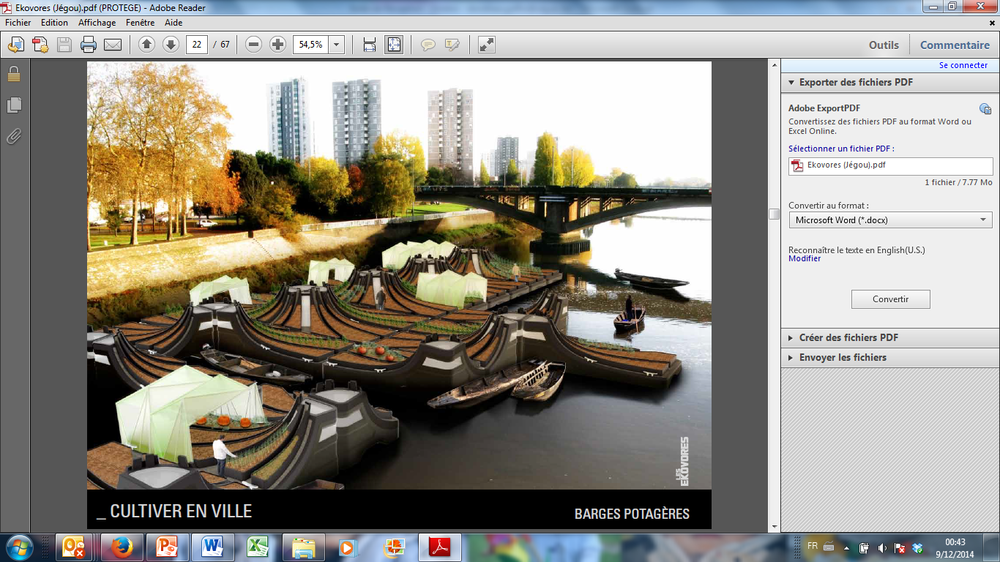 Ekovores (Jégou).pdf (PROTEGE) - Adobe Reader
Fichier Edition Affichage Fenêtre Aide
22 / 67 54,5% Outils Commentaire
Se connecter
Exporter des fichiers PDF
Adobe ExportPDF
Convertissez des fichiers PDF au format Word ou
Excel Online.
Sélectionner un fichier PDF :
Ekovores (Jégou).pdf
1 fichier / 7.77 Mo
Convertir au format :
Microsoft Word (*.docx)
Reconnaître le texte en English(U.S.)
Modifier
Convertir
Créer des fichiers PDF
Envoyer les fichiers
LES
EKOVORES
_ CULTIVER EN VILLE
BARGES POTAGÈRES
FR
00:43
9/12/2014